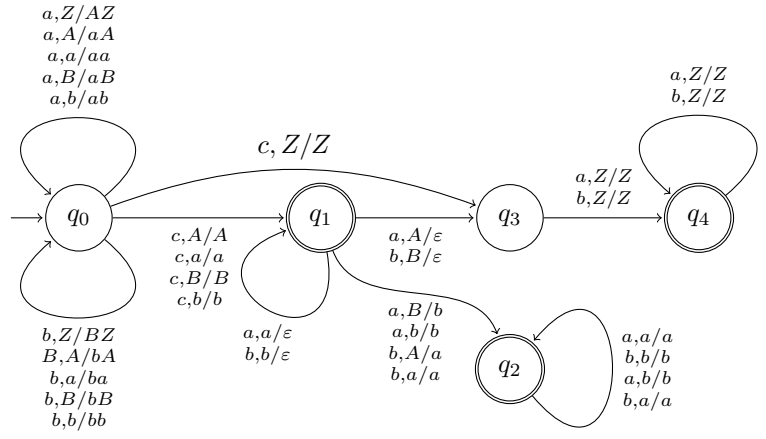 a,Z/AZ
a,A/aA
a,a/aa
a,B/aB
a,b/ab
a,Z/Z
b,Z/Z
c, Z/Z
a,Z/Z
b,Z/Z
q0
q1
q3
q4
c,A/A
c,a/a
c,B/B
c,b/b
a,A/ε
b,B/ε
a,a/ε
b,b/ε
a,B/b
a,b/b
b,A/a
b,a/a
q2
a,a/a
b,b/b
a,b/b
b,a/a
b,Z/BZ
B,A/bA
b,a/ba
b,B/bB
b,b/bb